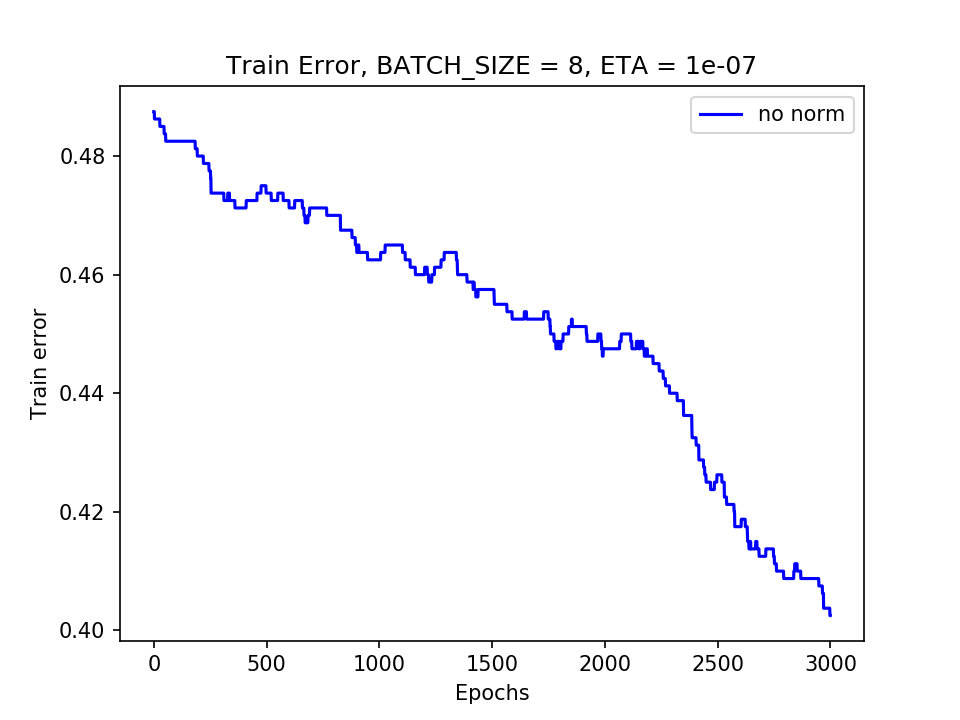 Train Error, BATCH_SIZE = 8, ETA = 1e-07
no norm
0.48
0.46
0.44
0.42
0.40
Train error
0 500 1000 1500 2000 2500 3000
Epochs